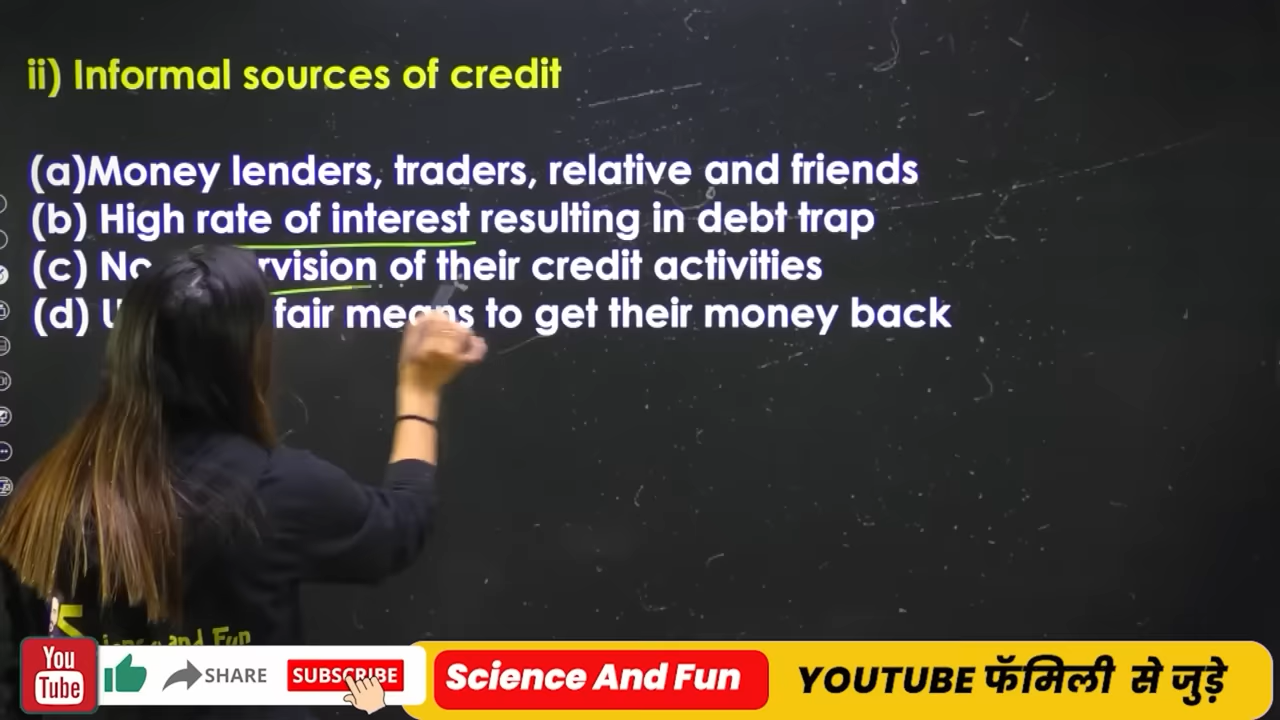 ii) Informal sources of credit
(a)Money lenders, traders, relative and friends
(b) High rate of interest resulting in debt trap
(c) No of their credit activities
(d) fair means to get their money back
and Fun
You
Tube
SHARE
SUBSCRIBE
Science And Fun
YOUTUBE फॅमिली से जुड़े